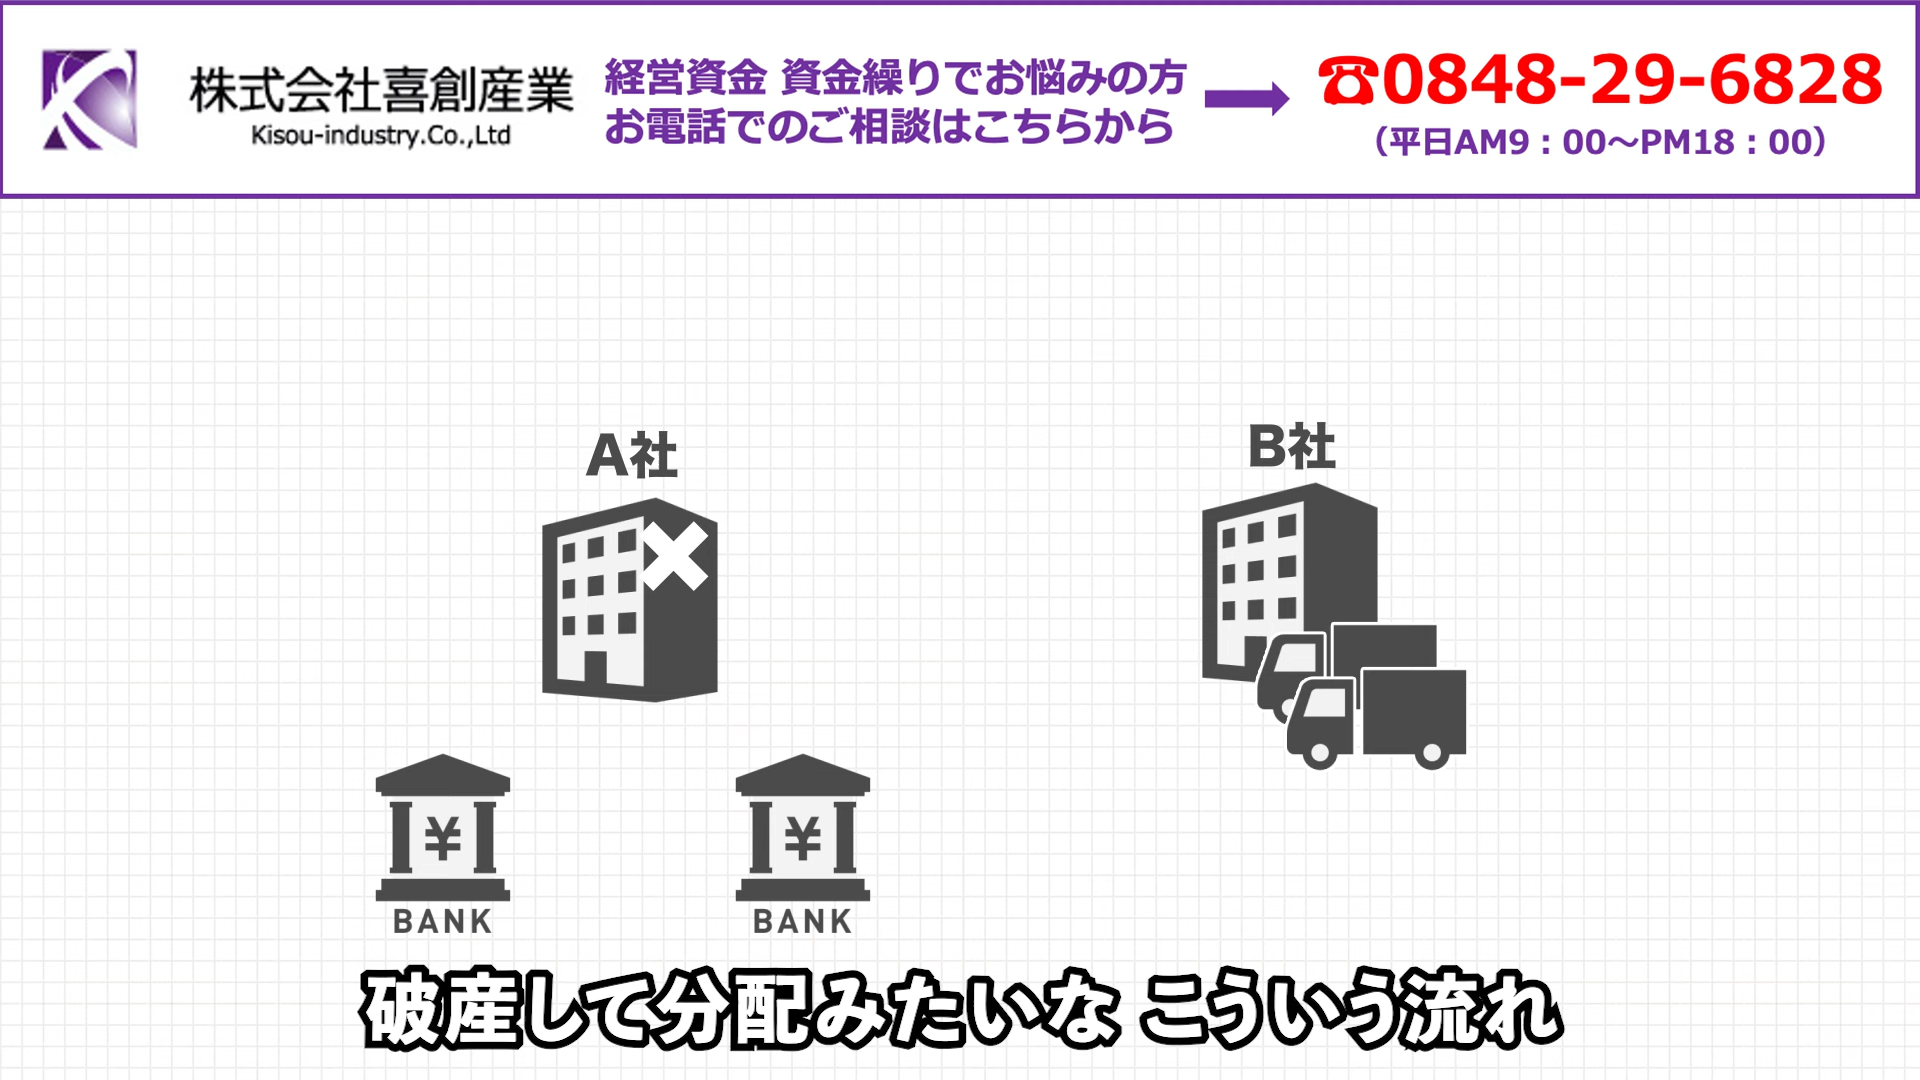 株式会社喜創産業
Kisou-industry.Co.,Ltd
経営資金 資金繰りでお悩みの方
お電話でのご相談はこちらから
☎0848-29-6828
（平日AM9：00～PM18：00）
A社
B社
¥
BANK
¥
BANK
破産して分配みたいな こういう流れ